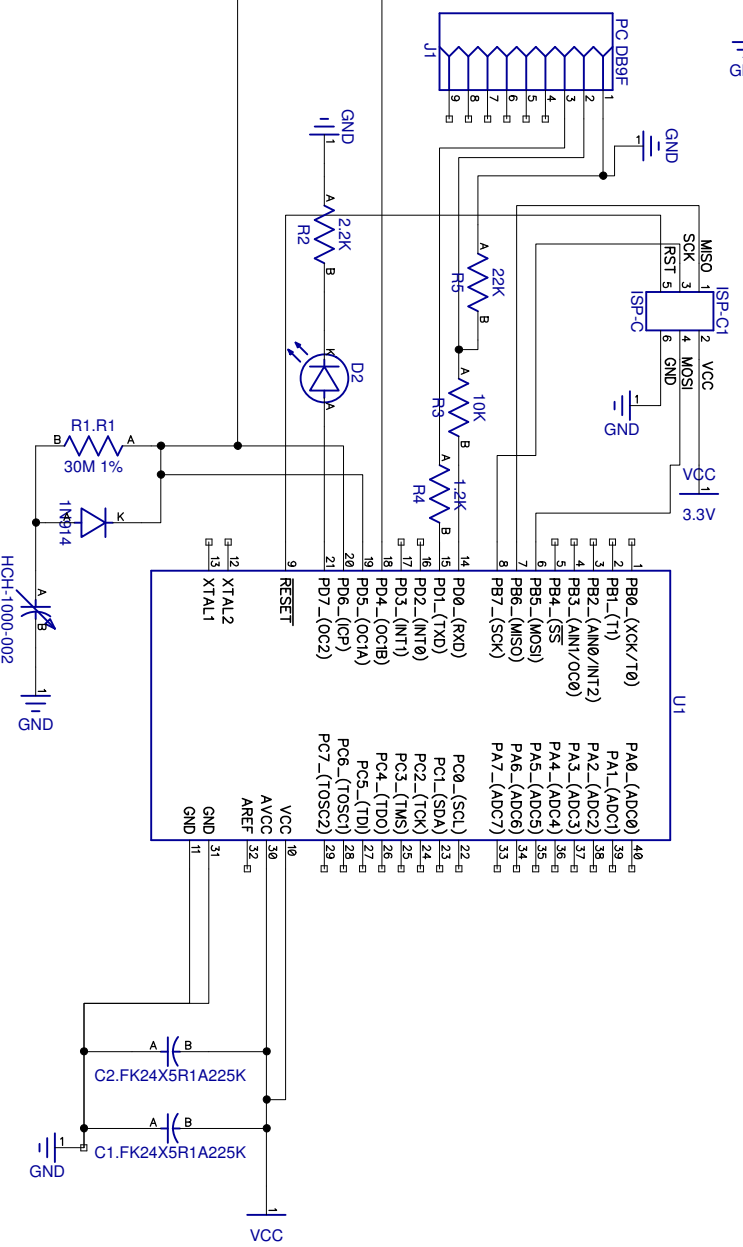 PC DB9F
J1
9
8
7
6
5
4
3
2
1
GND
1
GND
1
A
2.2K
R2
B
A
22K
R5
B
MISO
SCK
RST
1
3
5
ISP-C1
ISP-C
2
4
6
VCC
MOSI
GND
1
GND
VCC
1
3.3V
K
D2
A
A
10K
R3
B
A
1.2K
R4
B
R1.R1
B
A
30M 1%
1N914
A
K
HCH-1000-002
A
B
1
GND
13
12
9
21
20
19
18
17
16
15
14
8
7
6
5
4
3
2
1
XTAL1
XTAL2
RESET
PD7_(OC2)
PD6_(ICP)
PD5_(OC1A)
PD4_(OC1B)
PD3_(INT1)
PD2_(INT0)
PD1_(TXD)
PD0_(RXD)
PB7_(SCK)
PB6_(MISO)
PB5_(MOSI)
PB4_(SS)
PB3_(AIN1/OC0)
PB2_(AIN0/INT2)
PB1_(T1)
PB0_(XCK/T0)
U1
GND
GND
AREF
AVCC
VCC
PC7_(TOSC2)
PC6_(TOSC1)
PC5_(TDI)
PC4_(TDO)
PC3_(TMS)
PC2_(TCK)
PC1_(SDA)
PC0_(SCL)
PA7_(ADC7)
PA6_(ADC6)
PA5_(ADC5)
PA4_(ADC4)
PA3_(ADC3)
PA2_(ADC2)
PA1_(ADC1)
PA0_(ADC0)
11
31
32
30
10
29
28
27
26
25
24
23
22
33
34
35
36
37
38
39
40
A
B
C2.FK24X5R1A225K
A
B
C1.FK24X5R1A225K
1
GND
1
VCC